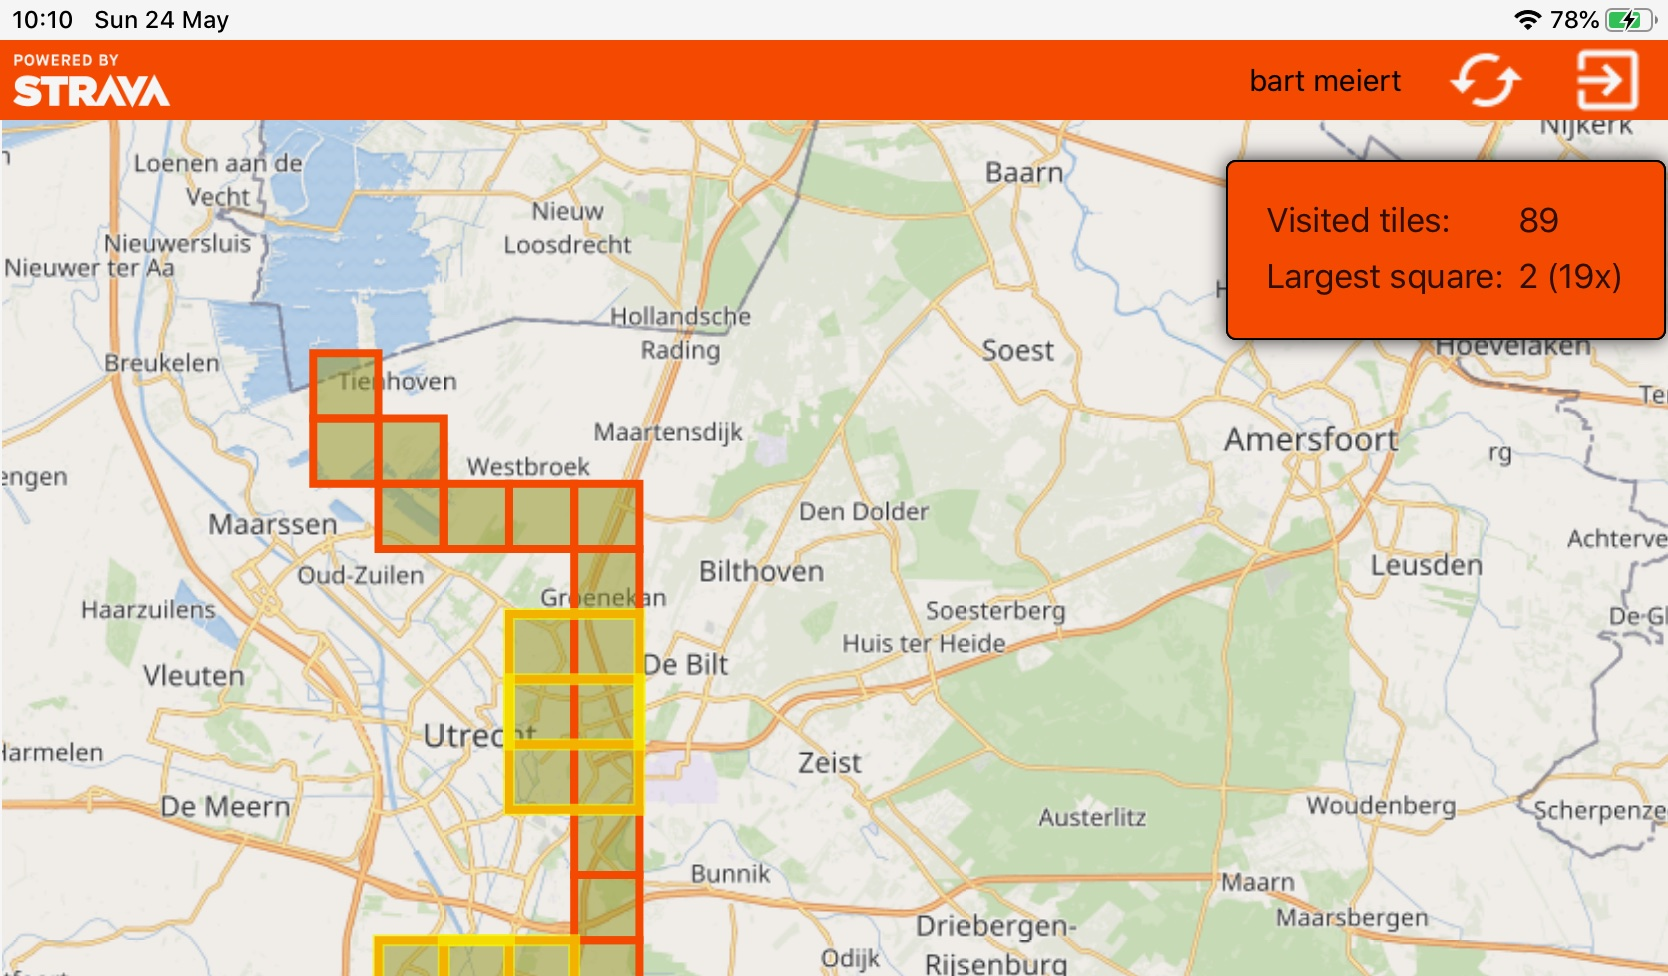 10:10 Sun 24 May
78%
POWERED BY
STRAVA
bart meiert
Nijkerk
Loenen aan de
Vecht
Baarn
Visited tiles: 89
Largest square: 2 (19x)
Nieuw
Loosdrecht
Nieuwersluis
Nieuwer ter Aa
Hollandsche
Rading
Breukelen
Tienhoven
Soest
Hoevelaken
Maartensdijk
Amersfoort
Westbroek
rg
engen
Maarssen
Den Dolder
Achterve
Oud-Zuilen
Bilthoven
Leusden
Haarzuilens
Groenekan
Soesterberg
De Gl
Huis ter Heide
Vleuten
De Bilt
Utrecht
Harmelen
Zeist
De Meern
Austerlitz
Woudenberg
Scherpenze
Bunnik
Maarn
Driebergen-
Rijsenburg
Maarsbergen
Odijk